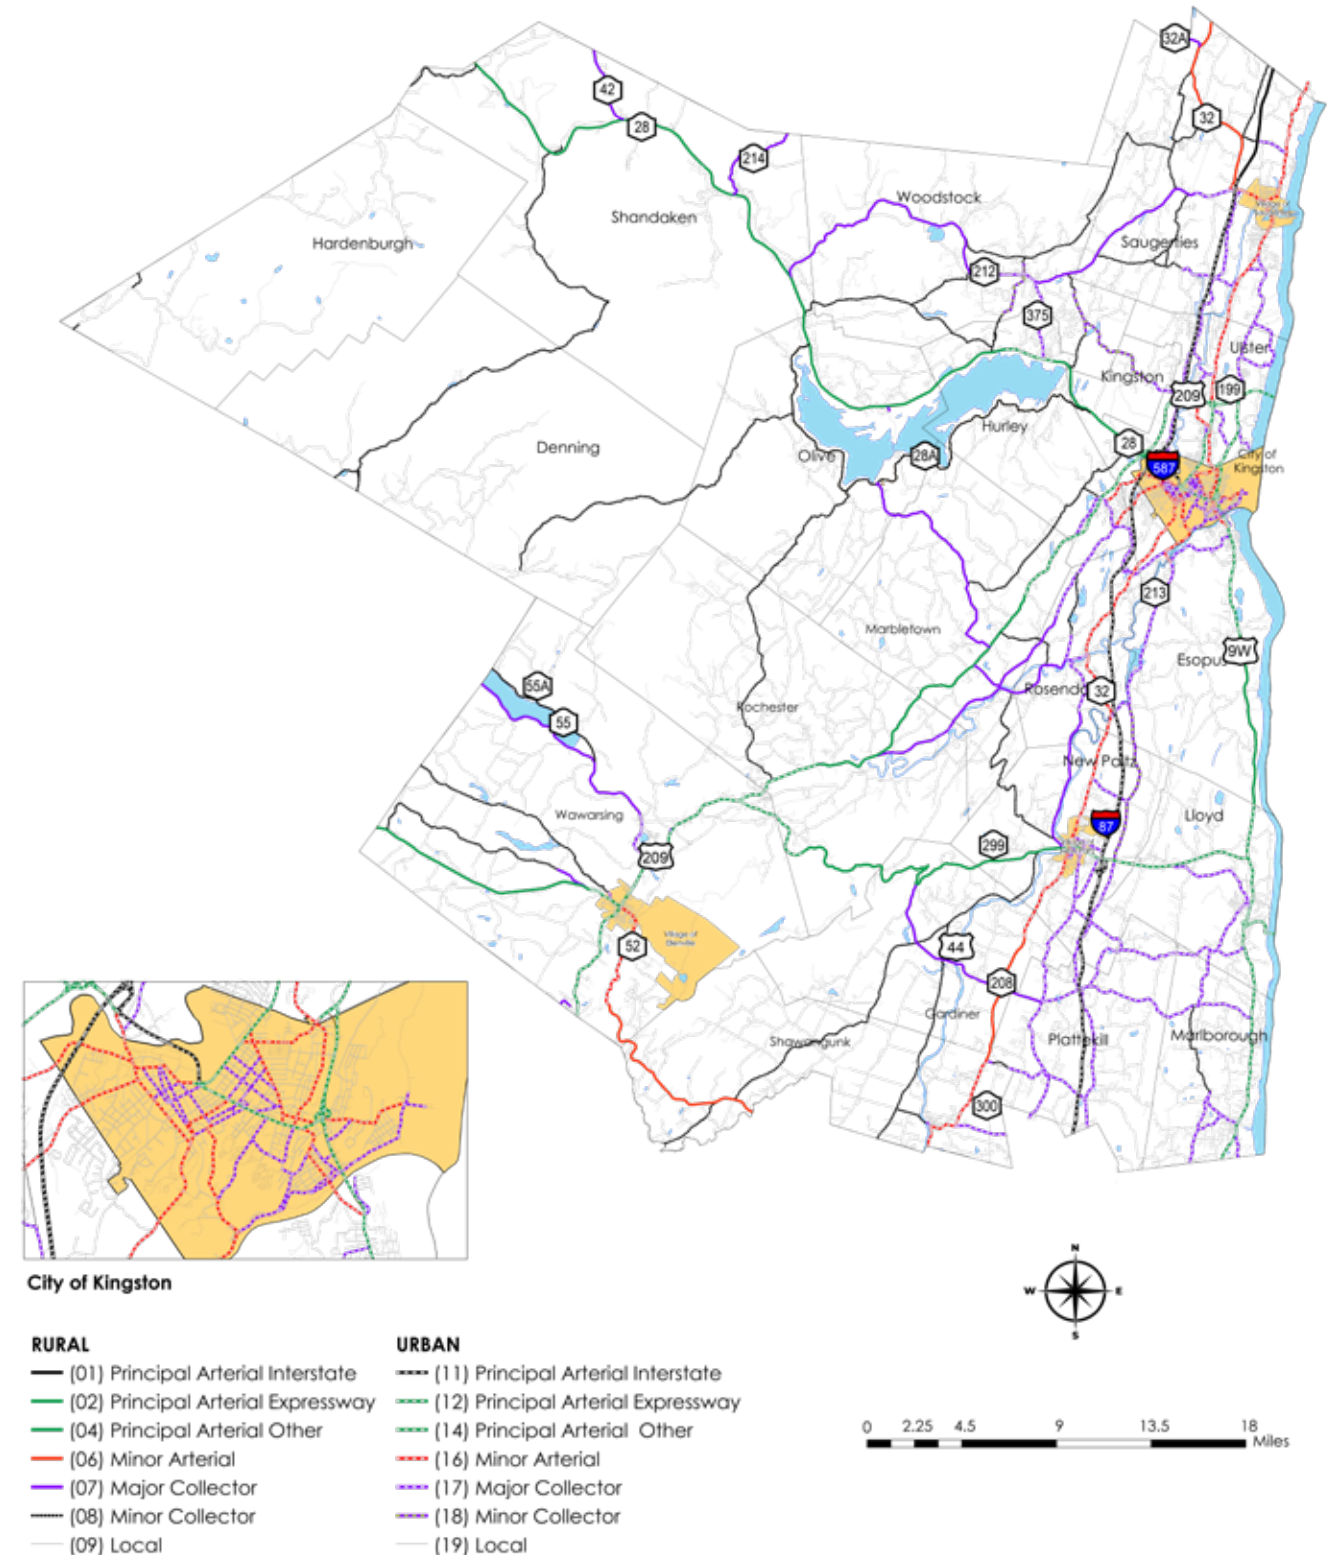 32A
42
28
32
214
Woodstock
Shandaken
Hardenburgh
Saugerties
212
375
Ulster
Kingston
209
199
Denning
Hurley
28
Olive
28A
City of
Kingston
587
213
Marbletown
9W
Esopus
55A
Rosendale
32
Rochester
55
New Paltz
Wawarsing
Lloyd
87
299
209
Village of
Ellenville
52
44
208
Gardiner
Shawangunk
Plattekill
Marlborough
300
City of Kingston
N
W E
S
RURAL
(01) Principal Arterial Interstate
(02) Principal Arterial Expressway
(04) Principal Arterial Other
(06) Minor Arterial
(07) Major Collector
(08) Minor Collector
(09) Local
URBAN
(11) Principal Arterial Interstate
(12) Principal Arterial Expressway
(14) Principal Arterial Other
(16) Minor Arterial
(17) Major Collector
(18) Minor Collector
(19) Local
0 2.25 4.5 9 13.5 18
Miles